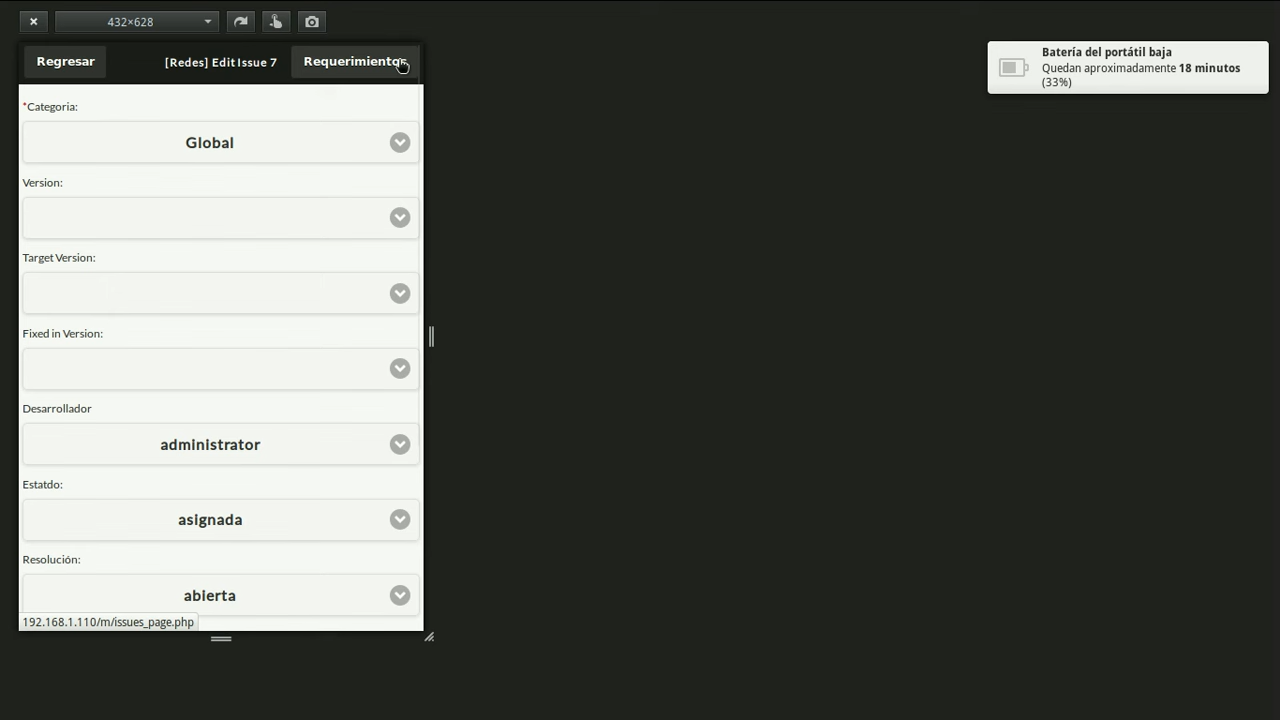 432×628
Regresar
[Redes] Edit Issue 7
Requerimientos
Batería del portátil baja
Quedan aproximadamente 18 minutos
(33%)
*Categoria:
Global
Version:
Target Version:
Fixed in Version:
Desarrollador
administrator
Estatdo:
asignada
Resolución:
abierta
192.168.1.110/m/issues_page.php